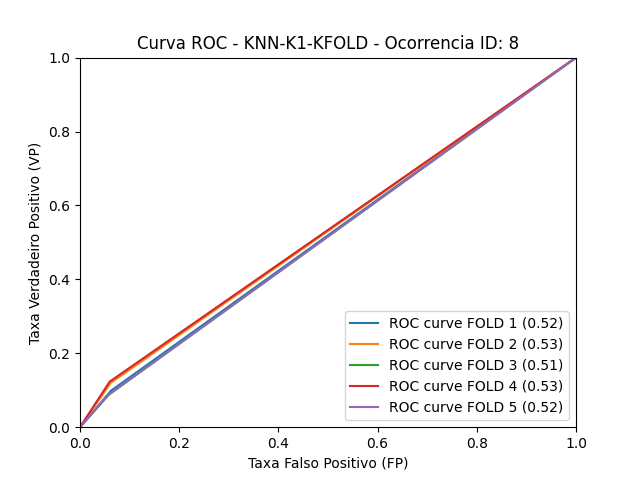 Curva ROC - KNN-K1-KFOLD - Ocorrencia ID: 8
1.0
0.8
0.6
0.4
0.2
0.0
Taxa Verdadeiro Positivo (VP)
ROC curve FOLD 1 (0.52)
ROC curve FOLD 2 (0.53)
ROC curve FOLD 3 (0.51)
ROC curve FOLD 4 (0.53)
ROC curve FOLD 5 (0.52)
0.0 0.2 0.4 0.6 0.8 1.0
Taxa Falso Positivo (FP)